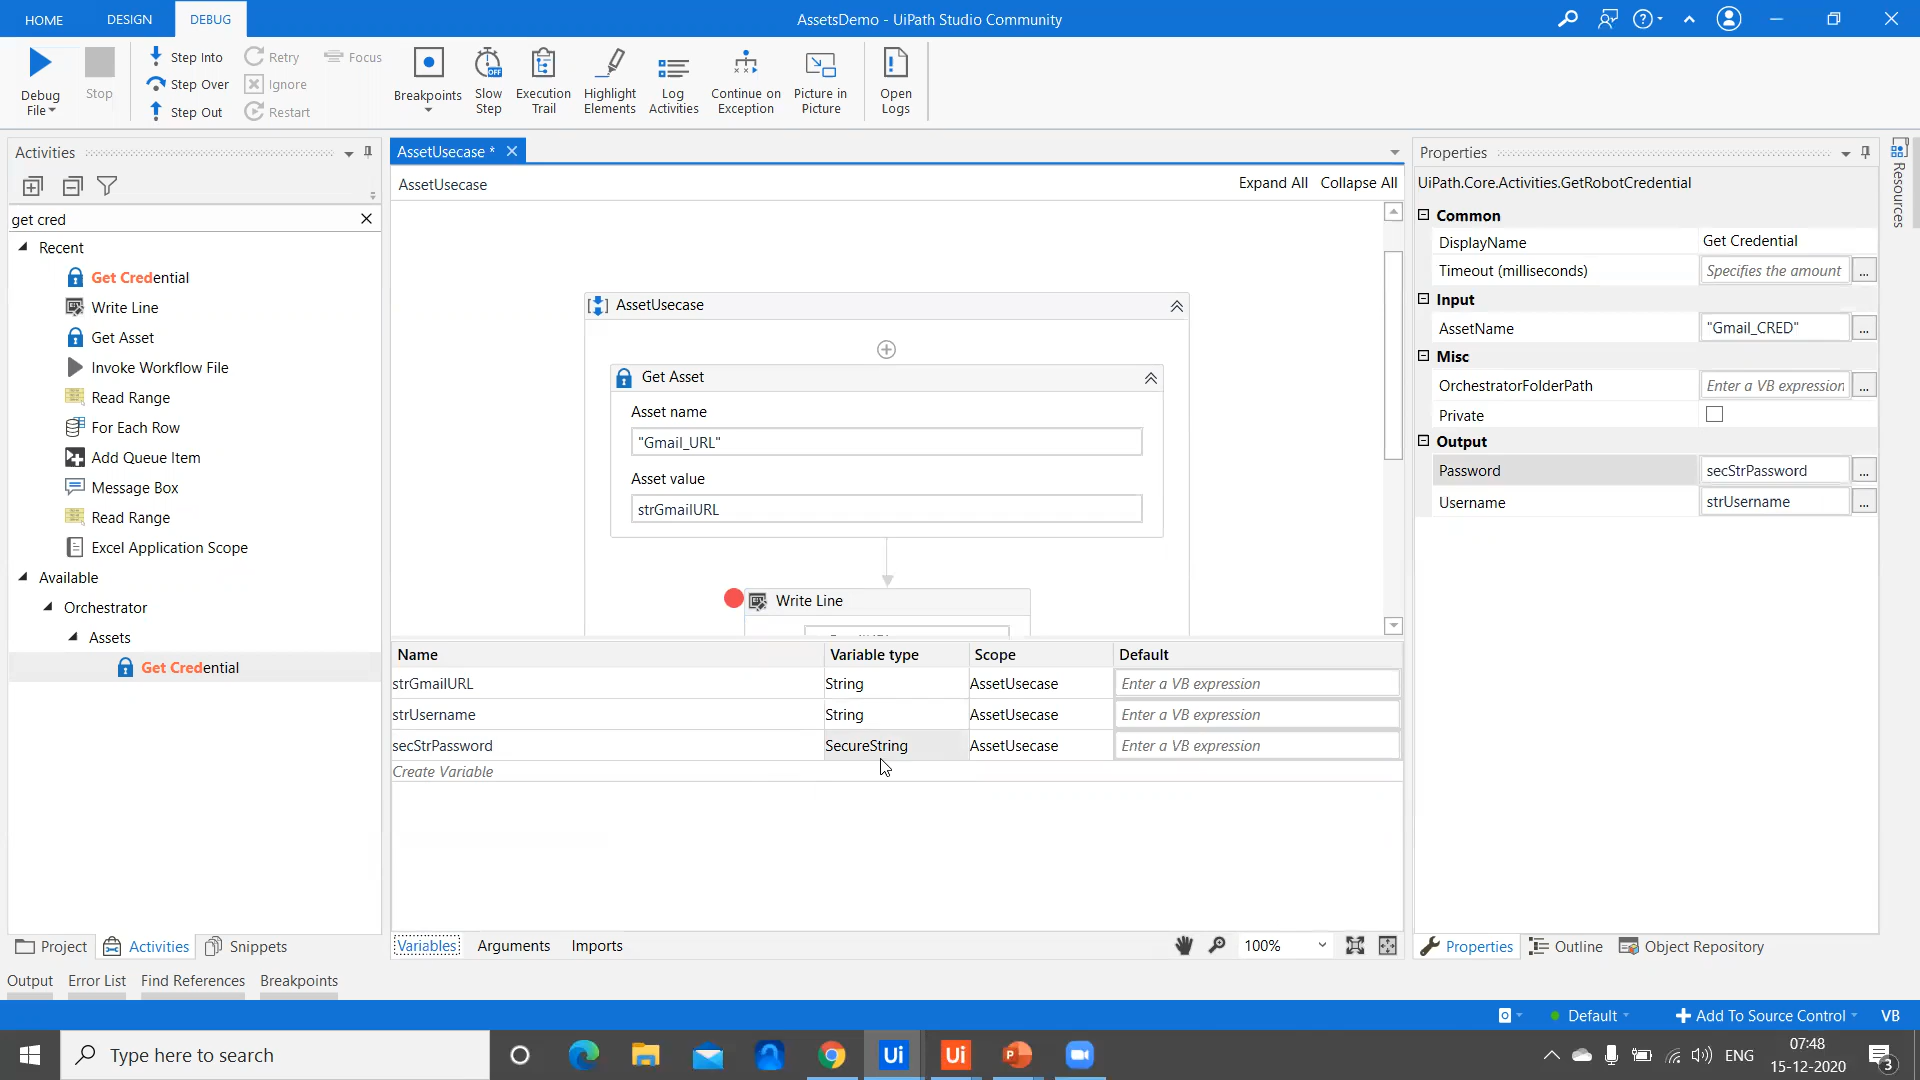 HOME DESIGN DEBUG AssetsDemo - UiPath Studio Community
Debug File
Stop
Step Into
Step Over
Step Out
Retry
Ignore
Restart
Focus
Breakpoints
Slow Step
OFF
Execution Trail
Highlight Elements
Log Activities
Continue on Exception
Picture in Picture
Open Logs
Activities
get cred
Recent
Get Credential
Write Line
Get Asset
Invoke Workflow File
Read Range
For Each Row
Add Queue Item
Message Box
Read Range
Excel Application Scope
Available
Orchestrator
Assets
Get Credential
Project Activities Snippets
AssetUsecase *
AssetUsecase Expand All Collapse All
AssetUsecase
Get Asset
Asset name
"Gmail_URL"
Asset value
strGmailURL
Write Line
Name Variable type Scope Default
strGmailURL String AssetUsecase Enter a VB expression
strUsername String AssetUsecase Enter a VB expression
secStrPassword SecureString AssetUsecase Enter a VB expression
Create Variable
Variables Arguments Imports 100%
Properties
UiPath.Core.Activities.GetRobotCredential
Common
DisplayName Get Credential
Timeout (milliseconds) Specifies the amount ...
Input
AssetName "Gmail_CRED" ...
Misc
OrchestratorFolderPath Enter a VB expression ...
Private
Output
Password secStrPassword ...
Username strUsername ...
Properties Outline Object Repository
Resources
Output Error List Find References Breakpoints
Default Add To Source Control VB
Type here to search
Ui Ui P
ENG
07:48
15-12-2020
3